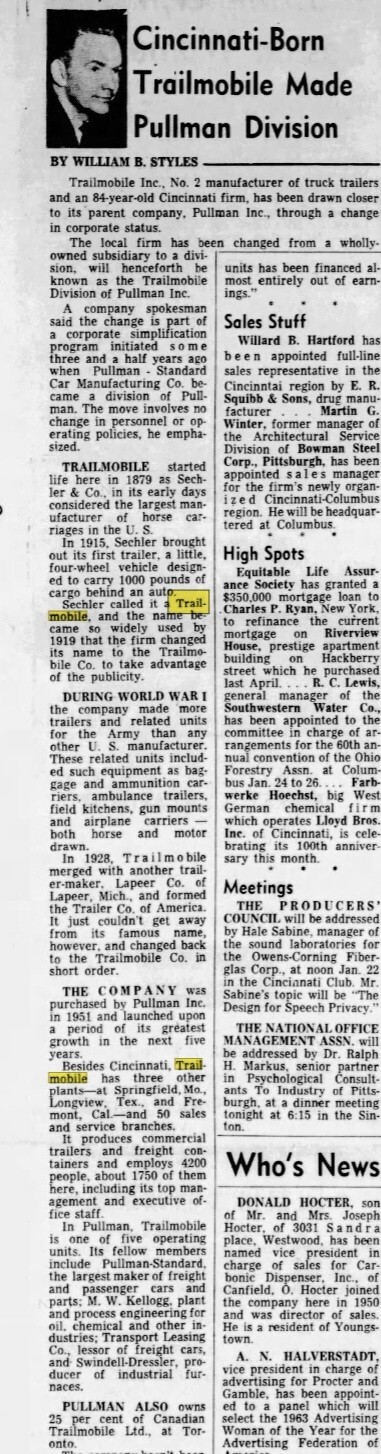 Cincinnati-Born
Trailmobile Made
Pullman Division
BY WILLIAM B. STYLES
Trailmobile Inc., No. 2 manufacturer of truck trailers
and an 84-year-old Cincinnati firm, has been drawn closer
to its parent company, Pullman Inc., through a change
in corporate status.
The local firm has been changed from a wholly-
owned subsidiary to a divi-
sion, will henceforth be
known as the Trailmobile
Division of Pullman Inc.
A company spokesman
said the change is part of
a corporate simplification
program initiated some
three and a half years ago
when Pullman - Standard
Car Manufacturing Co. be-
came a division of Pull-
man. The move involves no
change in personnel or op-
erating policies, he empha-
sized.
TRAILMOBILE started
life here in 1879 as Sech-
ler & Co., in its early days
considered the largest man-
ufacturer of horse car-
riages in the U. S.
In 1915, Sechler brought
out its first trailer, a little,
four-wheel vehicle design-
ed to carry 1000 pounds of
cargo behind an auto.
Sechler called it a Trail-
mobile, and the name be-
came so widely used by
1919 that the firm changed
its name to the Trailmo-
bile Co. to take advantage
of the publicity.
DURING WORLD WAR I
the company made more
trailers and related units
for the Army than any
other U. S. manufacturer.
These related units includ-
ed such equipment as bag-
gage and ammunition car-
riers, ambulance trailers,
field kitchens, gun mounts
and airplane carriers —
both horse and motor
drawn.
In 1928, Trailmobile
merged with another trail-
er-maker, Lapeer Co. of
Lapeer, Mich., and formed
the Trailer Co. of America.
It just couldn't get away
from its famous name,
however, and changed back
to the Trailmobile Co. in
short order.
THE COMPANY was
purchased by Pullman Inc.
in 1951 and launched upon
a period of its greatest
growth in the next five
years.
Besides Cincinnati, Trail-
mobile has three other
plants—at Springfield, Mo.,
Longview, Tex., and Fre-
mont, Cal.—and 50 sales
and service branches.
It produces commercial
trailers and freight con-
tainers and employs 4200
people, about 1750 of them
here, including its top man-
agement and executive of-
fice staff.
In Pullman, Trailmobile
is one of five operating
units. Its fellow members
include Pullman-Standard,
the largest maker of freight
and passenger cars and
parts; M. W. Kellogg, plant
and process engineering for
oil, chemical and other in-
dustries; Transport Leasing
Co., lessor of freight cars,
and Swindell-Dressler, pro-
ducer of industrial fur-
naces.
PULLMAN ALSO owns
25 per cent of Canadian
Trailmobile Ltd., at Tor-
onto.
units has been financed al-
most entirely out of earn-
ings."
* * *
Sales Stuff
Willard B. Hartford has
been appointed full-line
sales representative in the
Cincinntai region by E. R.
Squibb & Sons, drug manu-
facturer . . . Martin G.
Winter, former manager of
the Architectural Service
Division of Bowman Steel
Corp., Pittsburgh, has been
appointed sales manager
for the firm's newly organ-
ized Cincinnati-Columbus
region. He will be headquar-
tered at Columbus.
* * *
High Spots
Equitable Life Assur-
ance Society has granted a
$350,000 mortgage loan to
Charles P. Ryan, New York,
to refinance the current
mortgage on Riverview
House, prestige apartment
building on Hackberry
street which he purchased
last April. . . . R. C. Lewis,
general manager of the
Southwestern Water Co.,
has been appointed to the
committee in charge of ar-
rangements for the 60th an-
nual convention of the Ohio
Forestry Assn. at Colum-
bus Jan. 24 to 26. . . . Farb-
werke Hoechst, big West
German chemical firm
which operates Lloyd Bros.
Inc. of Cincinnati, is cele-
brating its 100th anniver-
sary this month.
* * *
Meetings
THE PRODUCERS'
COUNCIL will be addressed
by Hale Sabine, manager of
the sound laboratories for
the Owens-Corning Fiber-
glas Corp., at noon Jan. 22
in the Cincinnati Club. Mr.
Sabine's topic will be "The
Design for Speech Privacy."
THE NATIONAL OFFICE
MANAGEMENT ASSN. will
be addressed by Dr. Ralph
H. Markus, senior partner
in Psychological Consult-
ants To Industry of Pitts-
burgh, at a dinner meeting
tonight at 6:15 in the Sin-
ton.
Who's News
DONALD HOCTER, son
of Mr. and Mrs. Joseph
Hocter, of 3031 Sandra
place, Westwood, has been
named vice president in
charge of sales for Car-
bonic Dispenser, Inc., of
Canfield, O. Hocter joined
the company here in 1950
and was director of sales.
He is a resident of Youngs-
town.
A. N. HALVERSTADT,
vice president in charge of
advertising for Procter and
Gamble, has been appoint-
ed to a panel which will
select the 1963 Advertising
Woman of the Year for the
Advertising Federation of